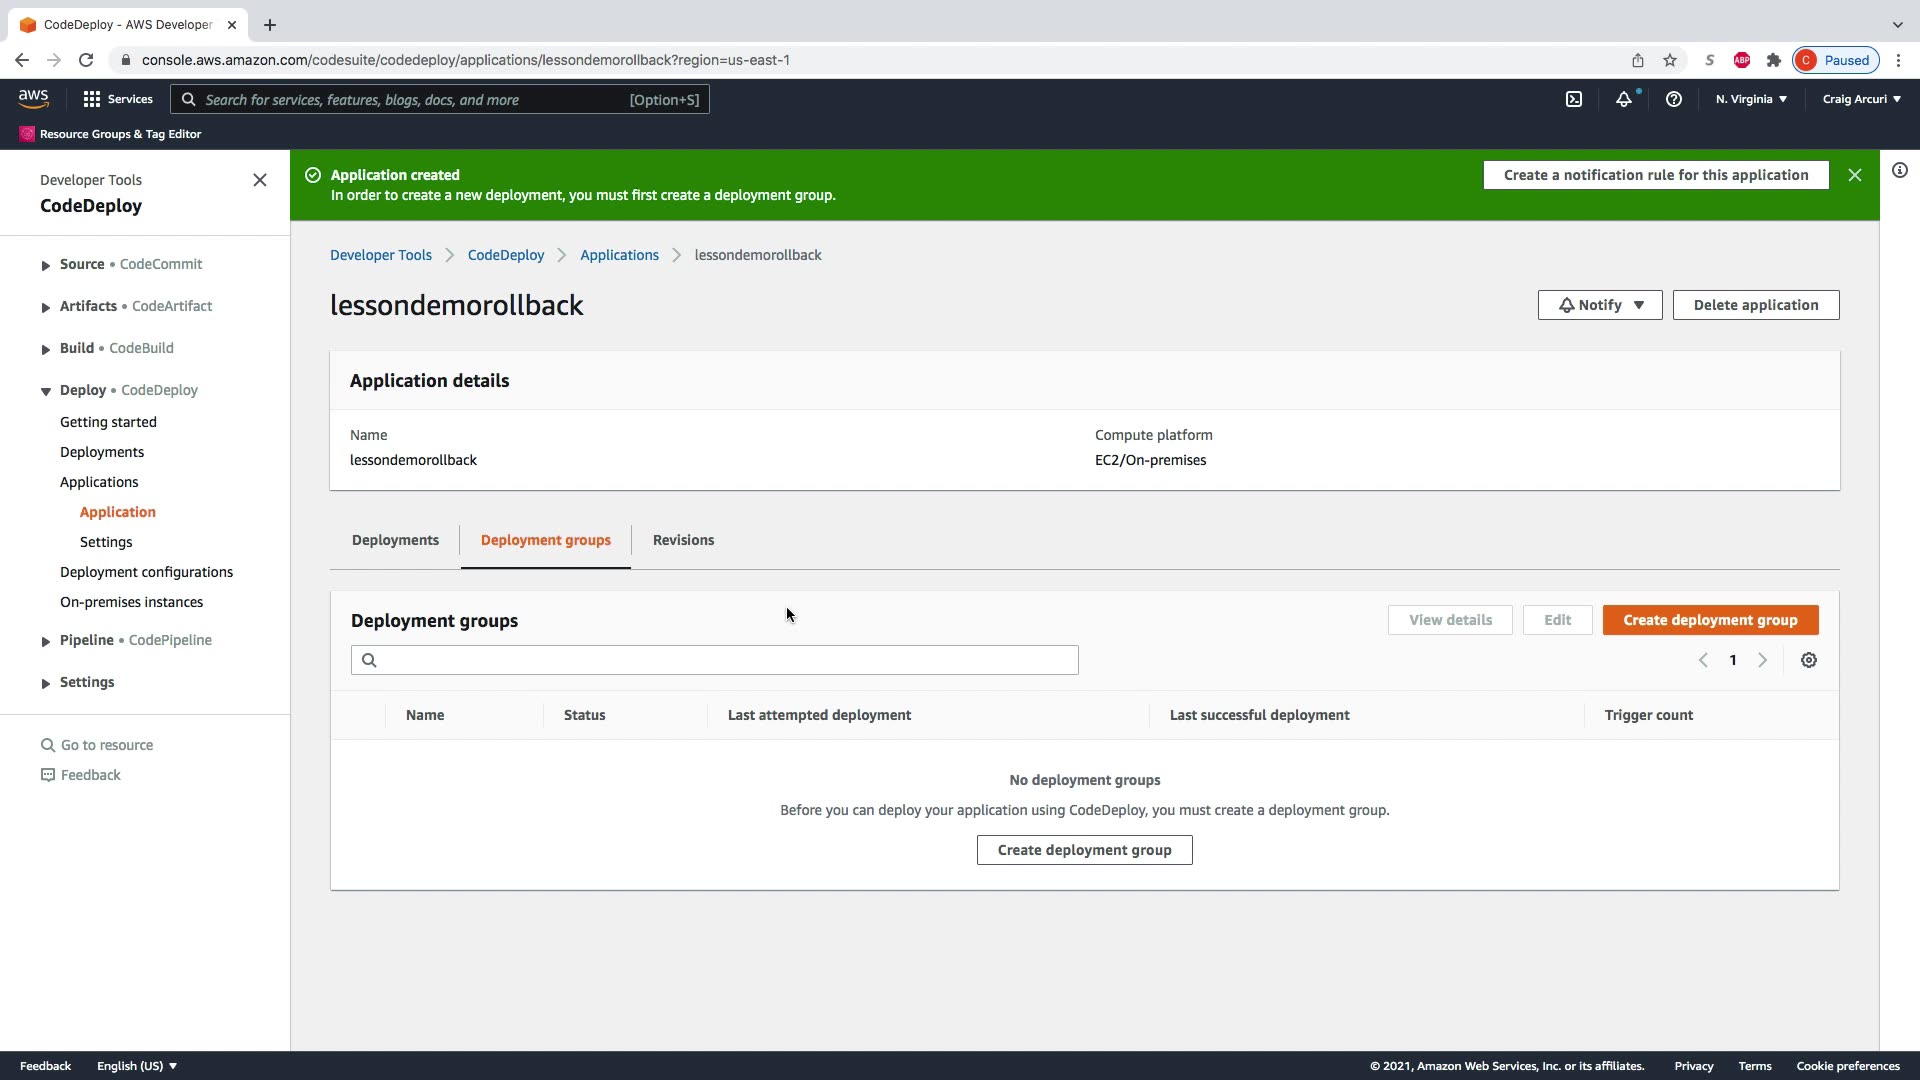 CodeDeploy - AWS Developer
console.aws.amazon.com/codesuite/codedeploy/applications/lessondemorollback?region=us-east-1
S
ABP
C Paused
aws
Services
Search for services, features, blogs, docs, and more [Option+S]
N. Virginia
Craig Arcuri
Resource Groups & Tag Editor
Developer Tools
CodeDeploy
Source • CodeCommit
Artifacts • CodeArtifact
Build • CodeBuild
Deploy • CodeDeploy
Getting started
Deployments
Applications
Application
Settings
Deployment configurations
On-premises instances
Pipeline • CodePipeline
Settings
Go to resource
Feedback
Application created
In order to create a new deployment, you must first create a deployment group.
Create a notification rule for this application
Developer Tools
CodeDeploy
Applications
lessondemorollback
lessondemorollback
Notify
Delete application
Application details
Name
lessondemorollback
Compute platform
EC2/On-premises
Deployments
Deployment groups
Revisions
Deployment groups
View details
Edit
Create deployment group
1
Name
Status
Last attempted deployment
Last successful deployment
Trigger count
No deployment groups
Before you can deploy your application using CodeDeploy, you must create a deployment group.
Create deployment group
Feedback
English (US)
© 2021, Amazon Web Services, Inc. or its affiliates.
Privacy
Terms
Cookie preferences